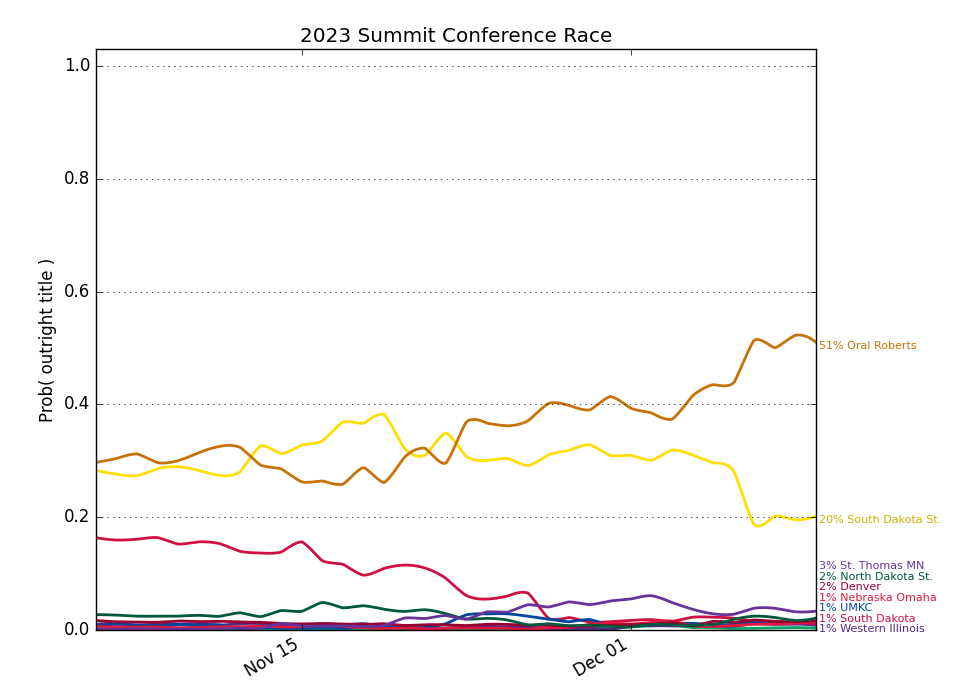 2023 Summit Conference Race
Prob( outright title )
1.0
0.8
0.6
0.4
0.2
0.0
Nov 15
Dec 01
51% Oral Roberts
20% South Dakota St.
3% St. Thomas MN
2% North Dakota St.
2% Denver
1% Nebraska Omaha
1% UMKC
1% South Dakota
1% Western Illinois